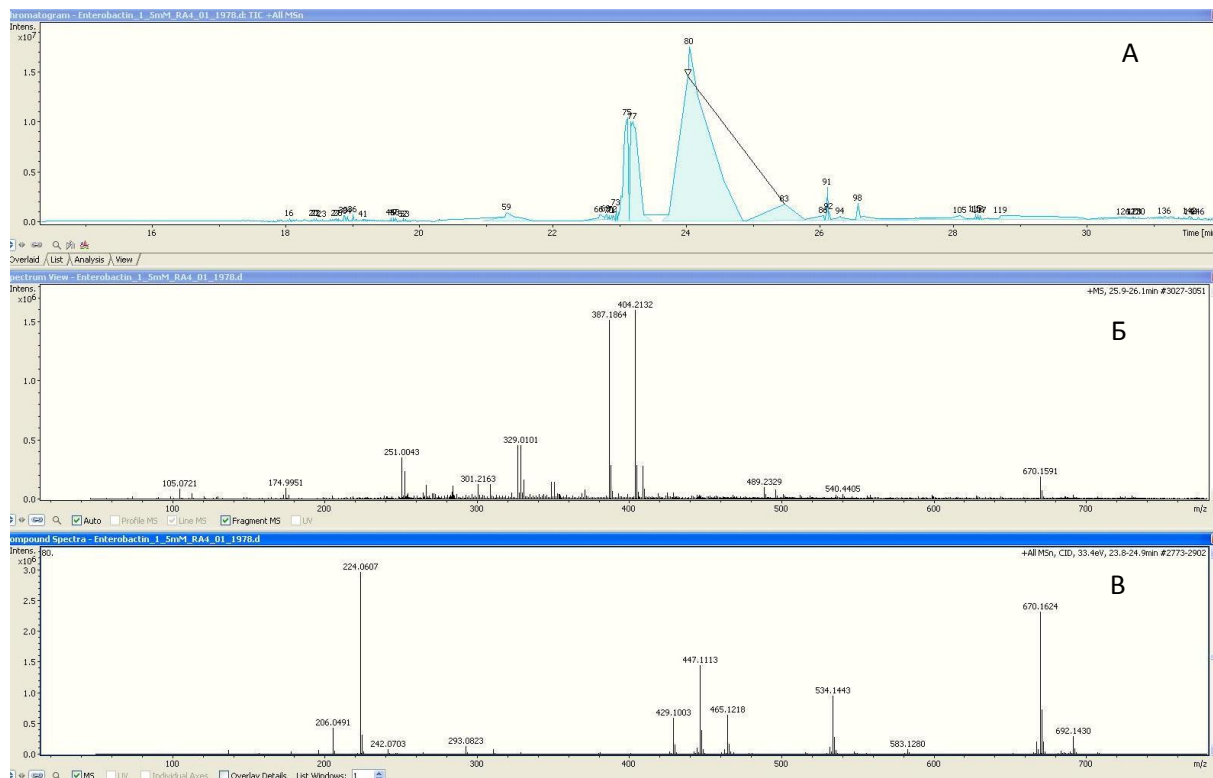 hromatogram - Enterobactin_1_5mM_RA4_01_1978.d: TIC +All MSn
Intens.
x10⁷
80
А
1.5
75 77
1.0
0.5
91
73
98
59
83
16
41
94
105
119
136
0.0
16 18 20 22 24 26 28 30 Time [min
Overlaid / List / Analysis / View /
pectrum View - Enterobactin_1_5mM_RA4_01_1978.d
Intens.
x10⁶
+MS, 25.9-26.1min #3027-3051
404.2132
387.1864
1.5
Б
1.0
0.5
329.0101
251.0043
105.0721
174.9951
301.2163
489.2329
540.4405
670.1591
0.0
100 200 300 400 500 600 700 m/z
Auto Profile MS Line MS Fragment MS UV
ompound Spectra - Enterobactin_1_5mM_RA4_01_1978.d
Intens.
x10⁶
80.
+All MSn, CID, 33.4eV, 23.8-24.9min #2773-2902
3.0
224.0607
В
2.5
670.1624
2.0
1.5
447.1113
1.0
534.1443
429.1003
465.1218
0.5
206.0491
242.0703
293.0823
583.1280
692.1430
0.0
100 200 300 400 500 600 700 m/z
MS UV Individual Axes Overlay Details List Windows: 1